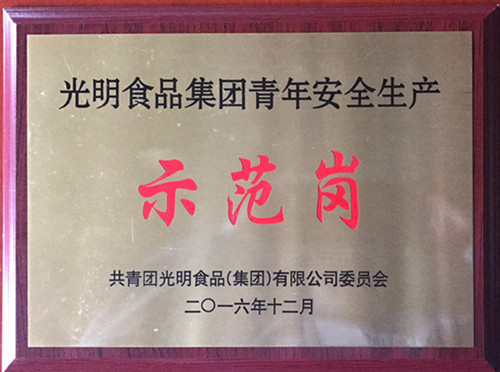 光明食品集团青年安全生产
示范岗
共青团光明食品(集团)有限公司委员会
二〇一六年十二月